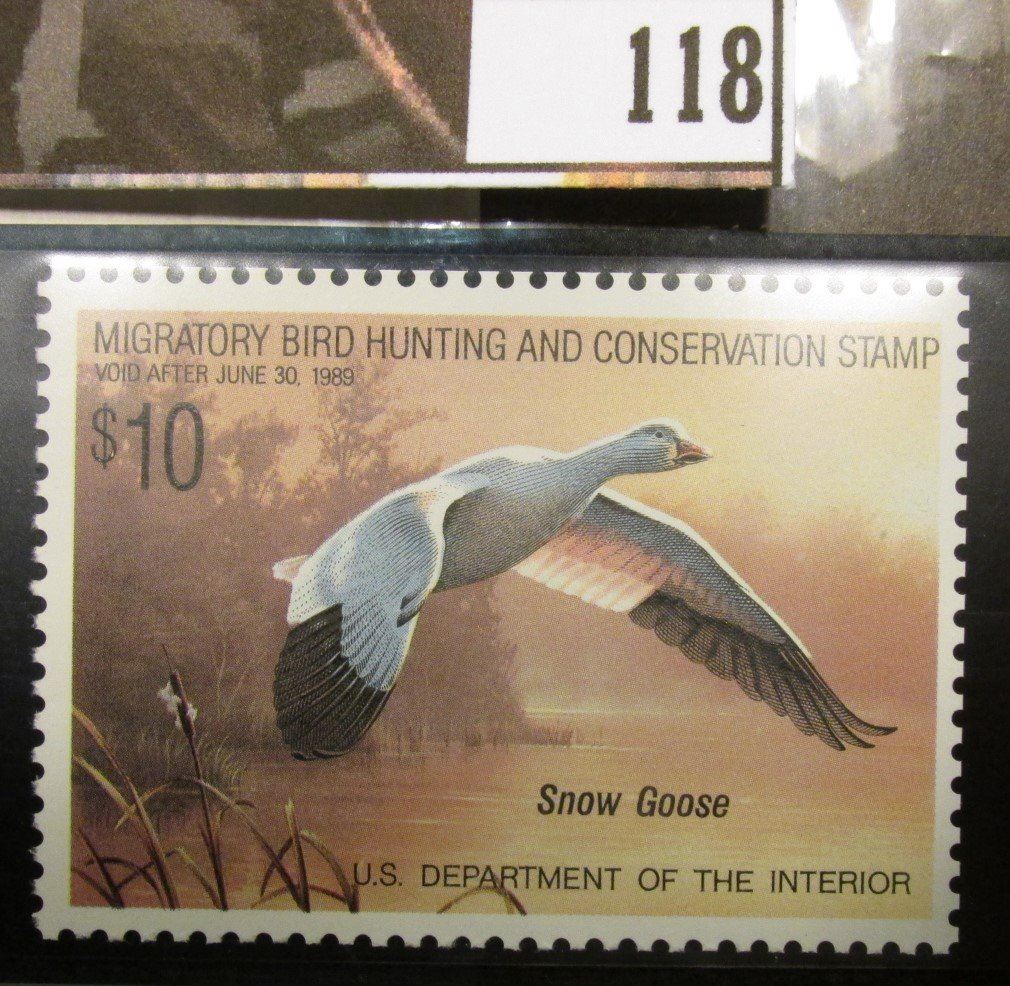 118
MIGRATORY BIRD HUNTING AND CONSERVATION STAMP
VOID AFTER JUNE 30, 1989
$10
Snow Goose
U.S. DEPARTMENT OF THE INTERIOR